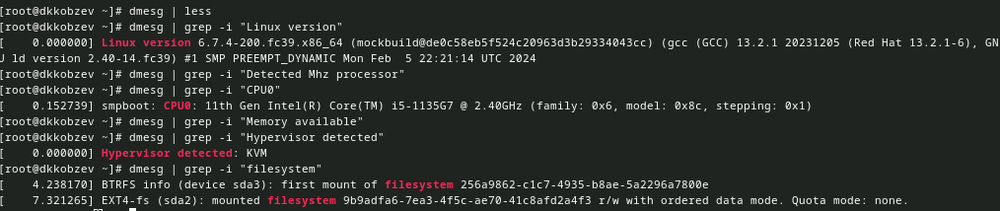 [root@dkkobzev ~]# dmesg | less
[root@dkkobzev ~]# dmesg | grep -i "Linux version"
[    0.000000] Linux version 6.7.4-200.fc39.x86_64 (mockbuild@de0c58eb5f524c20963d3b29334043cc) (gcc (GCC) 13.2.1 20231205 (Red Hat 13.2.1-6), GN
U ld version 2.40-14.fc39) #1 SMP PREEMPT_DYNAMIC Mon Feb  5 22:21:14 UTC 2024
[root@dkkobzev ~]# dmesg | grep -i "Detected Mhz processor"
[root@dkkobzev ~]# dmesg | grep -i "CPU0"
[    0.152739] smpboot: CPU0: 11th Gen Intel(R) Core(TM) i5-1135G7 @ 2.40GHz (family: 0x6, model: 0x8c, stepping: 0x1)
[root@dkkobzev ~]# dmesg | grep -i "Memory available"
[root@dkkobzev ~]# dmesg | grep -i "Hypervisor detected"
[    0.000000] Hypervisor detected: KVM
[root@dkkobzev ~]# dmesg | grep -i "filesystem"
[    4.238170] BTRFS info (device sda3): first mount of filesystem 256a9862-c1c7-4935-b8ae-5a2296a7800e
[    7.321265] EXT4-fs (sda2): mounted filesystem 9b9adfa6-7ea3-4f5c-ae70-41c8afd2a4f3 r/w with ordered data mode. Quota mode: none.